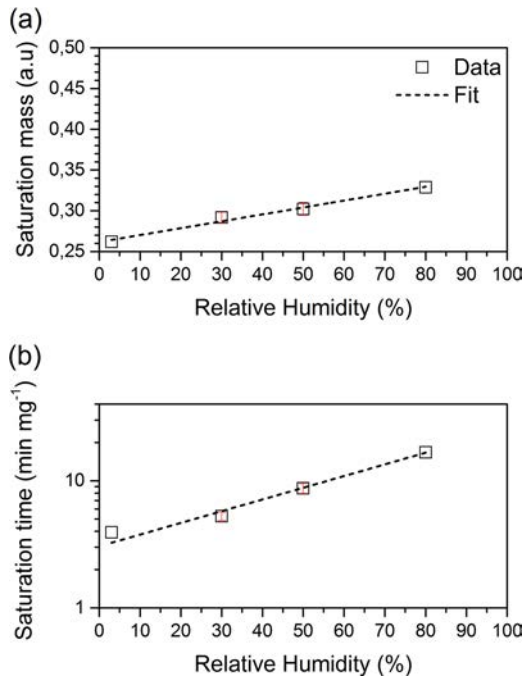 (a)
Saturation mass (a.u)
0,50
0,45
0,40
0,35
0,30
0,25
Data
Fit
0 10 20 30 40 50 60 70 80 90 100
Relative Humidity (%)
(b)
Saturation time (min mg⁻¹)
10
1
0 10 20 30 40 50 60 70 80 90 100
Relative Humidity (%)